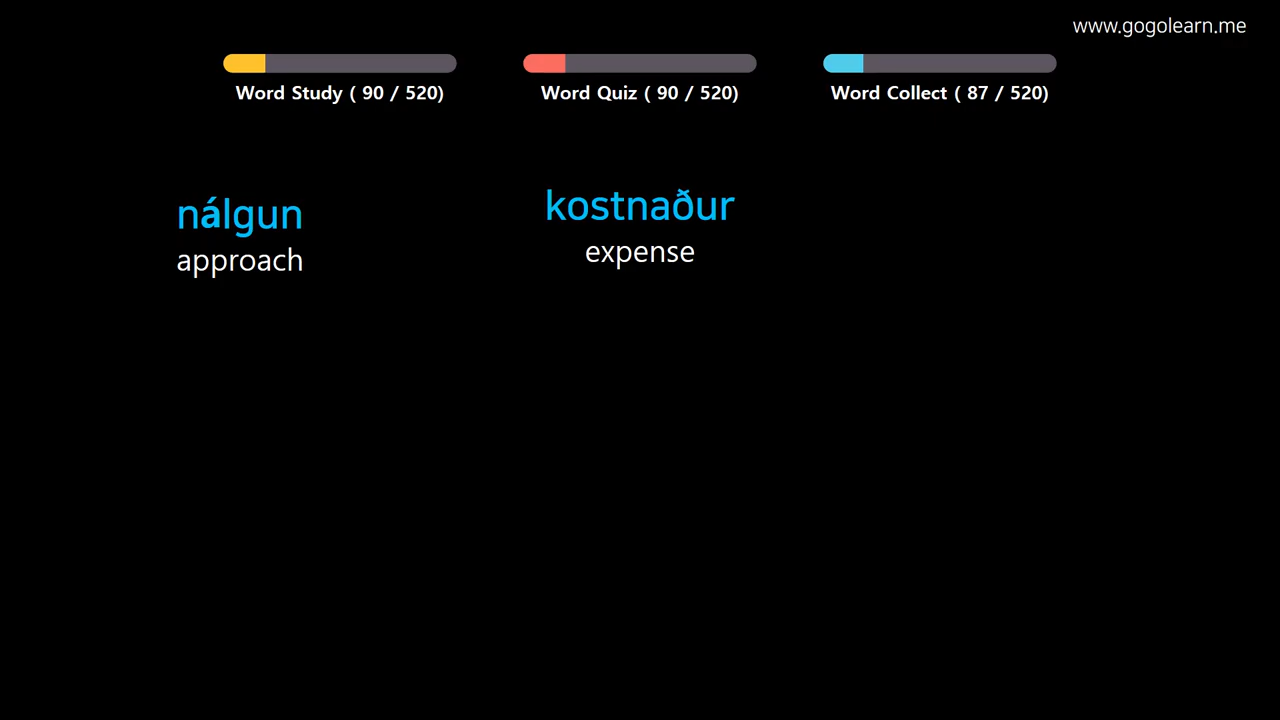 www.gogolearn.me
Word Study ( 90 / 520)
Word Quiz ( 90 / 520)
Word Collect ( 87 / 520)
nálgun
approach
kostnaður
expense